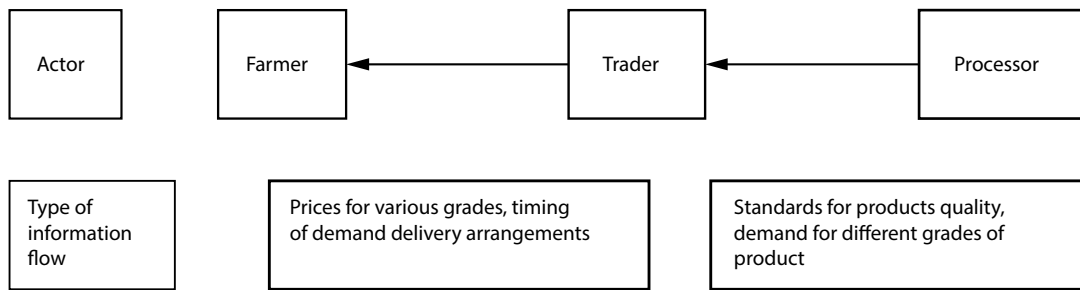 Actor
Farmer
Trader
Processor
Type of
information
flow
Prices for various grades, timing
of demand delivery arrangements
Standards for products quality,
demand for different grades of
product